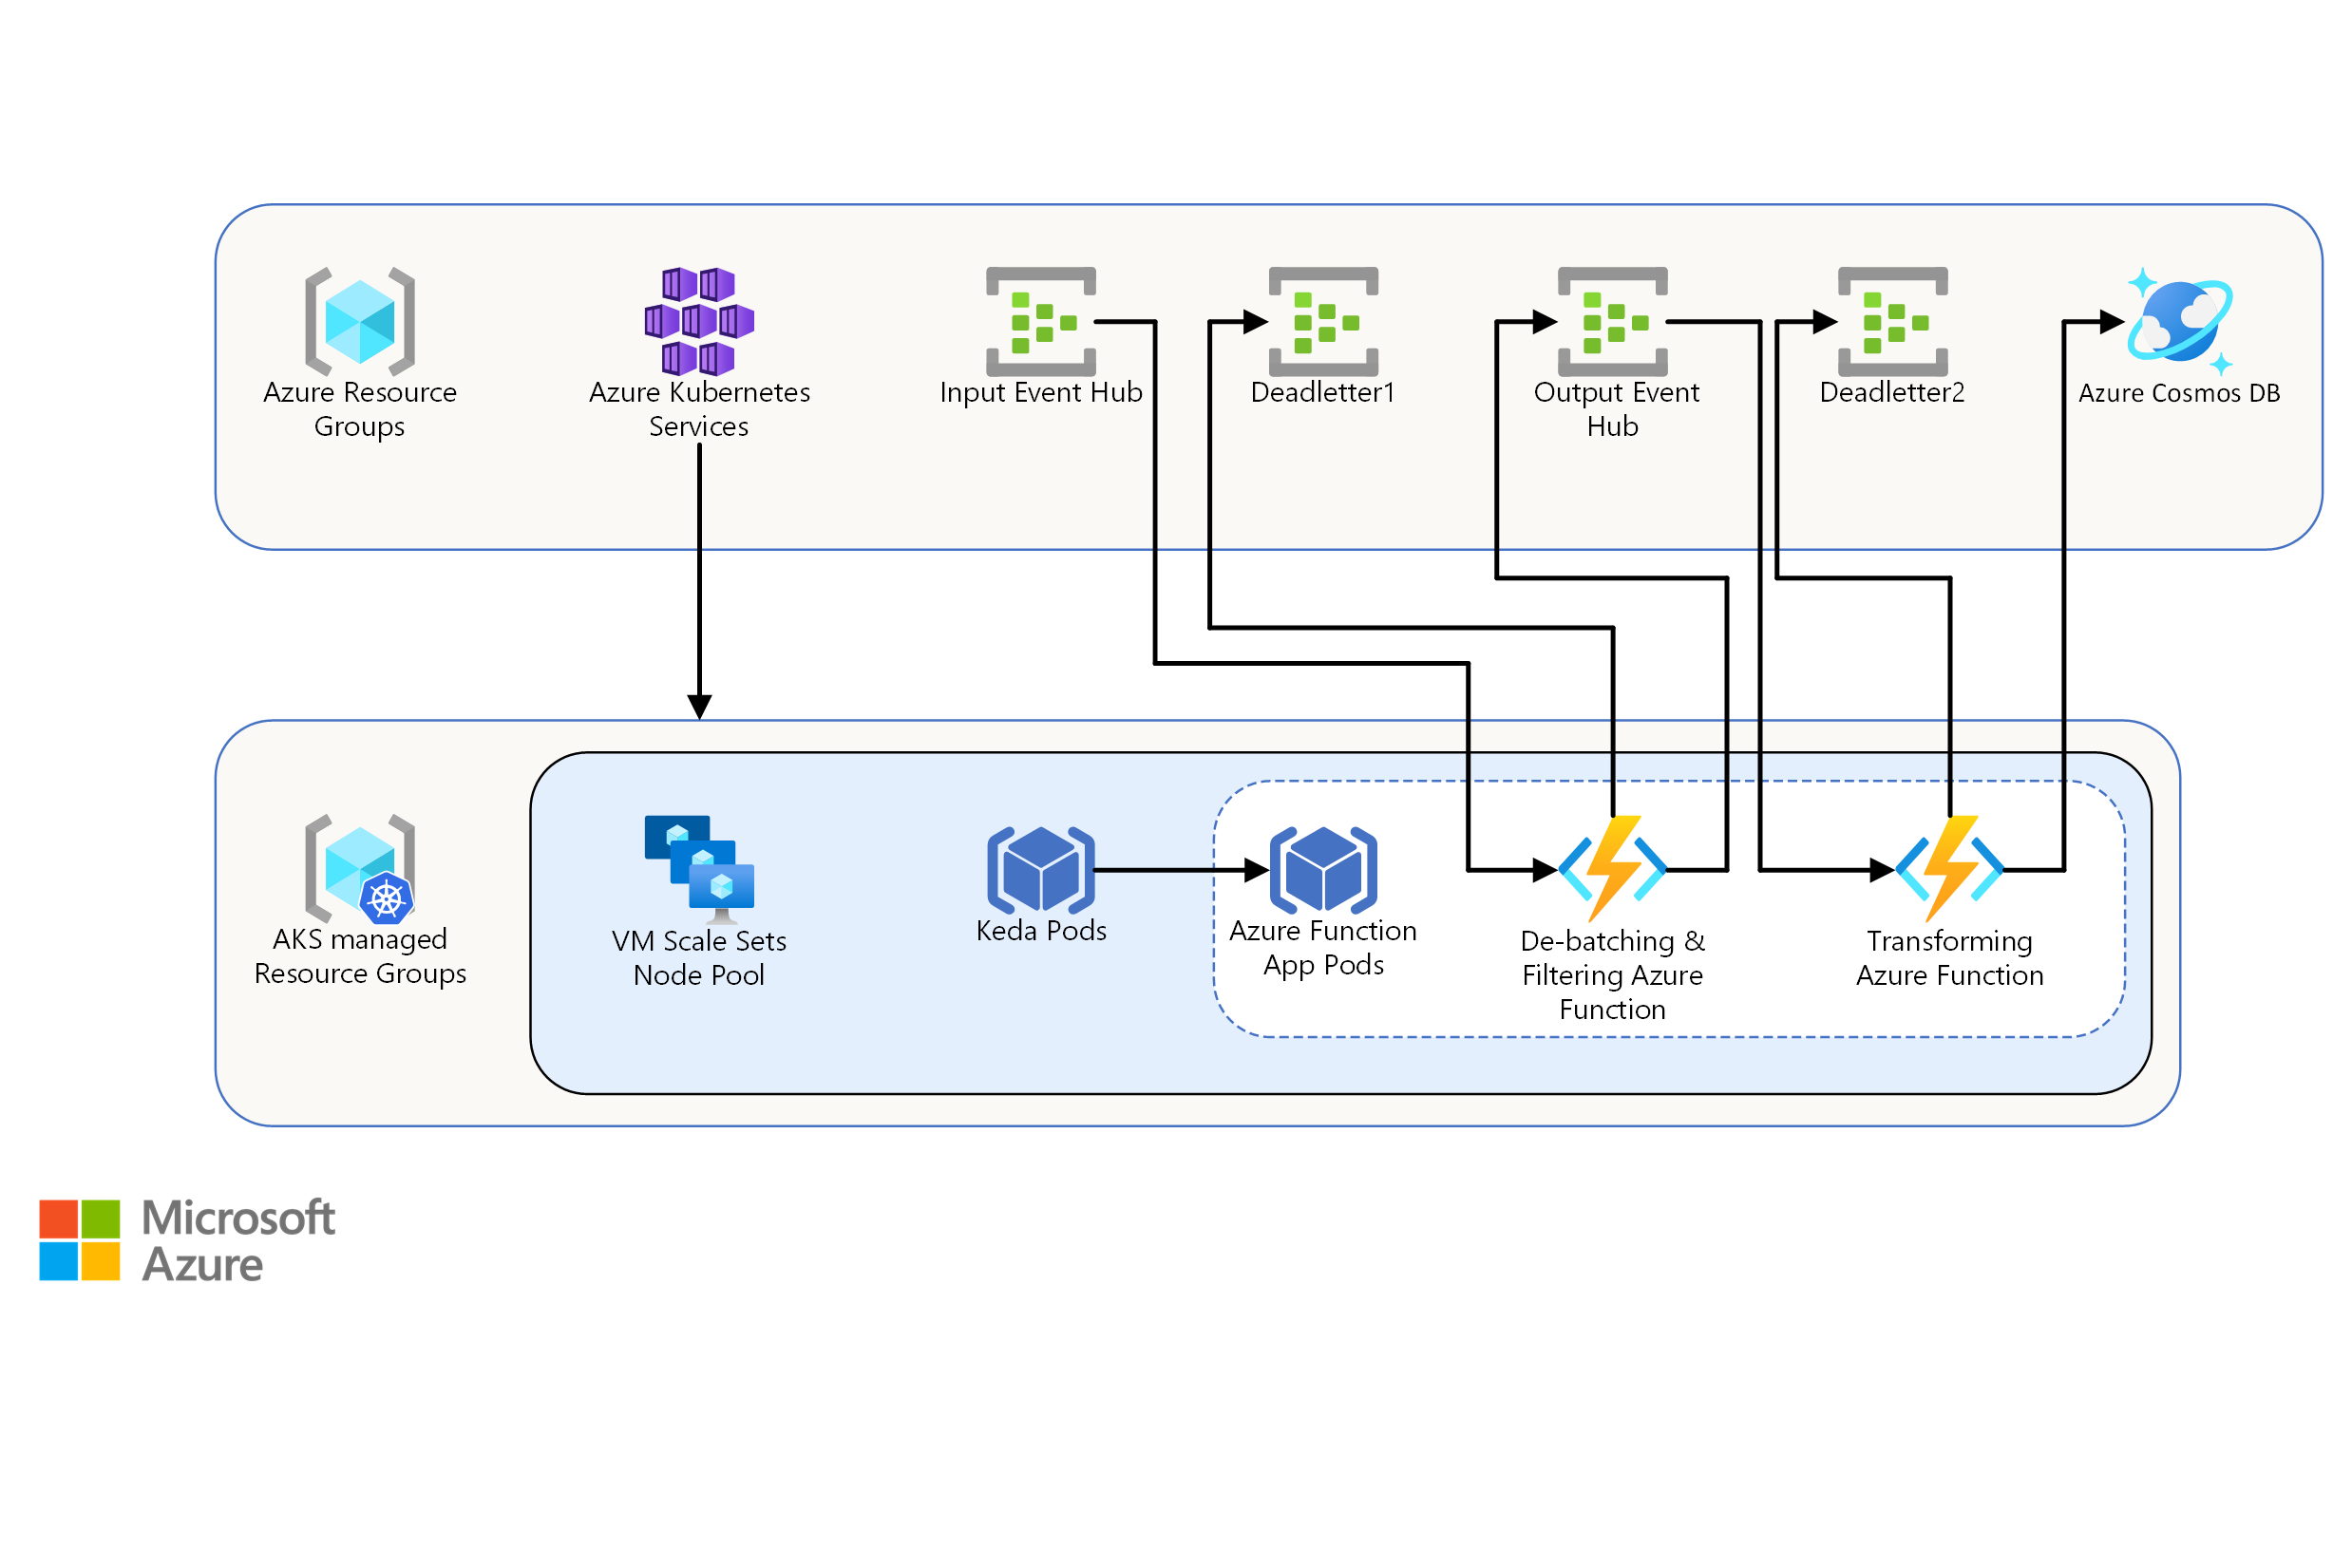 Azure Resource
Groups
Azure Kubernetes
Services
Input Event Hub
Deadletter1
Output Event
Hub
Deadletter2
Azure Cosmos DB
AKS managed
Resource Groups
VM Scale Sets
Node Pool
Keda Pods
Azure Function
App Pods
De-batching &
Filtering Azure
Function
Transforming
Azure Function
Microsoft
Azure